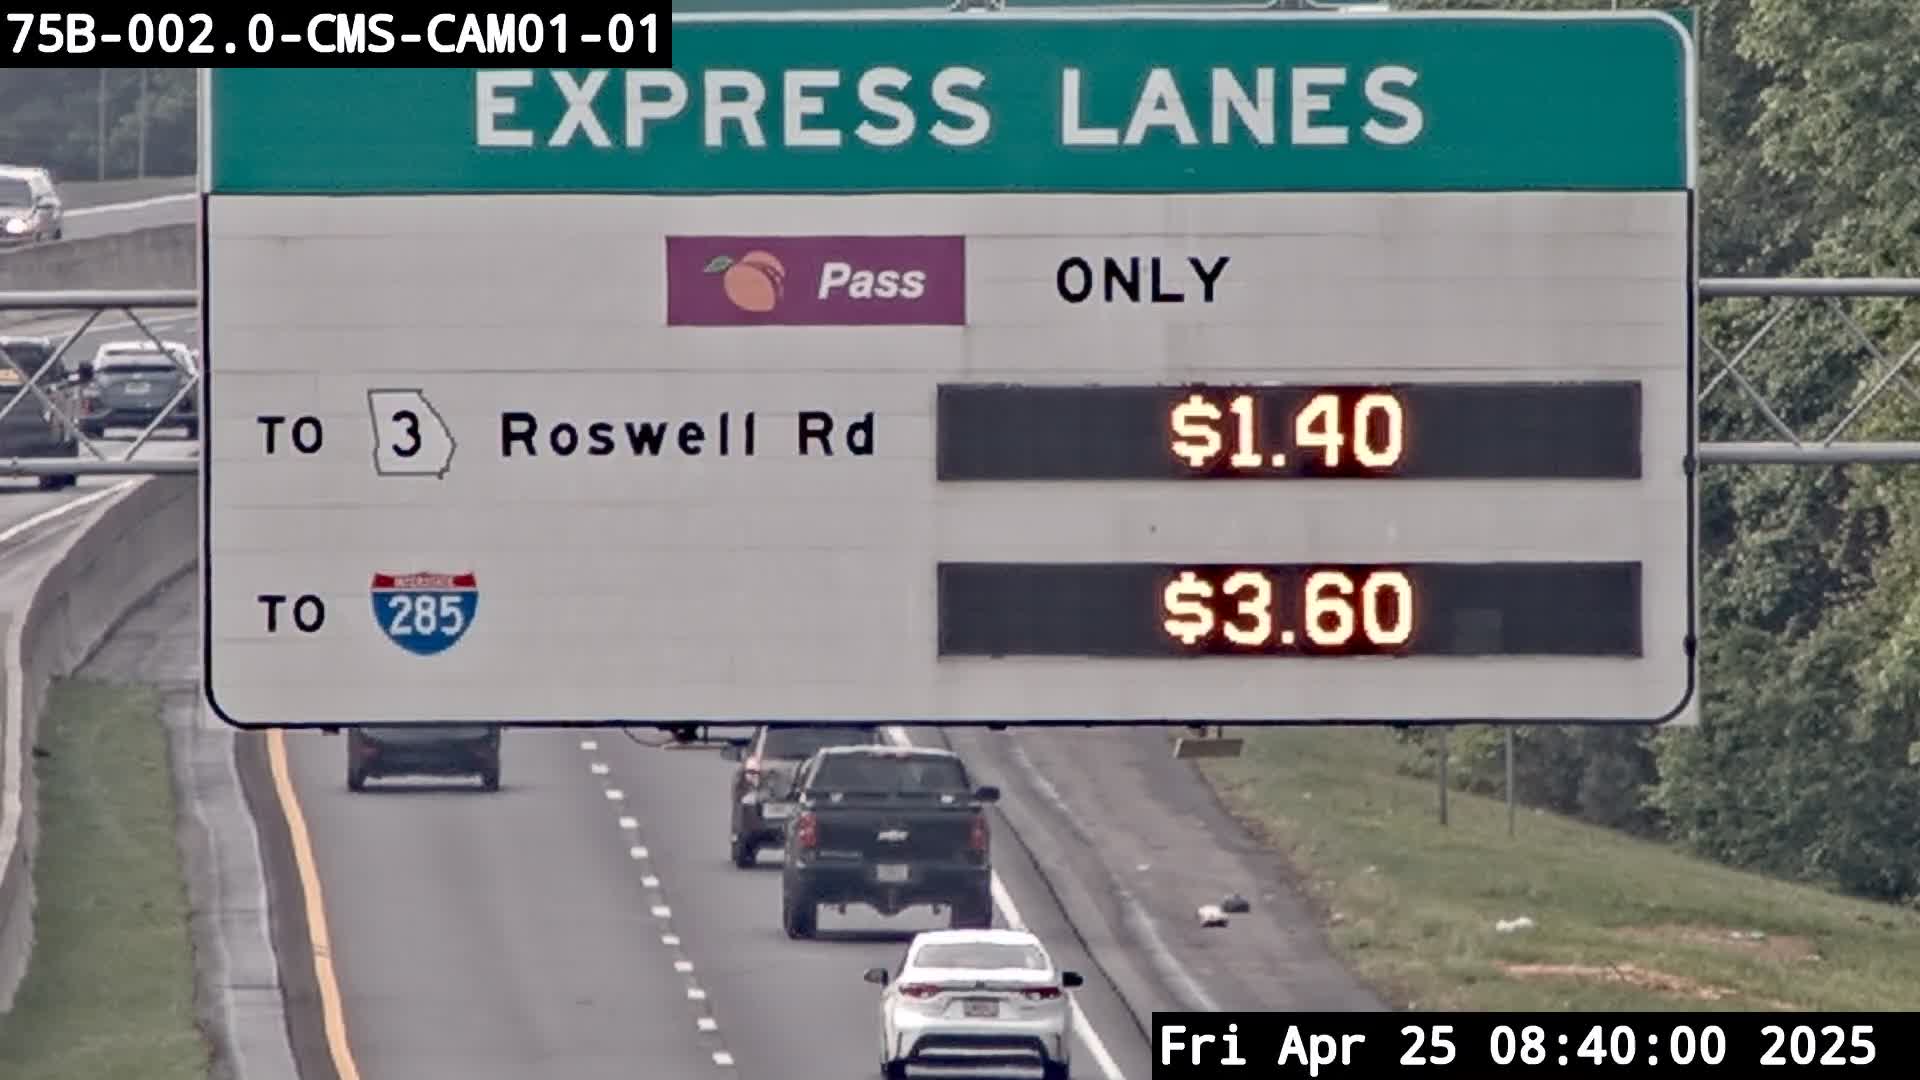 75B-002.0-CMS-CAM01-01
EXPRESS LANES
Pass ONLY
TO 3 Roswell Rd $1.40
INTERSTATE
TO 285 $3.60
Fri Apr 25 08:40:00 2025